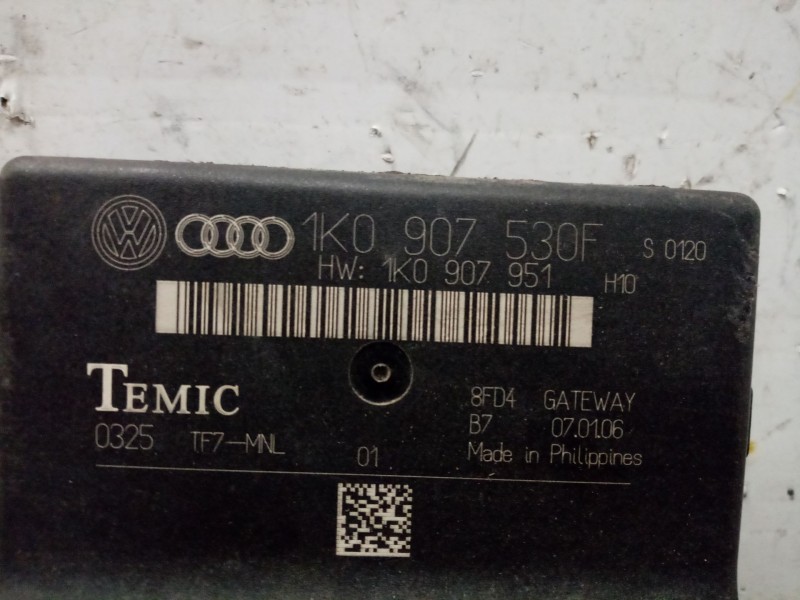 1K0 907 530F S 0120
HW: 1K0 907 951 H10
TEMIC
8FD4 GATEWAY
B7 07.01.06
0325 TF7-MNL 01
Made in Philippines